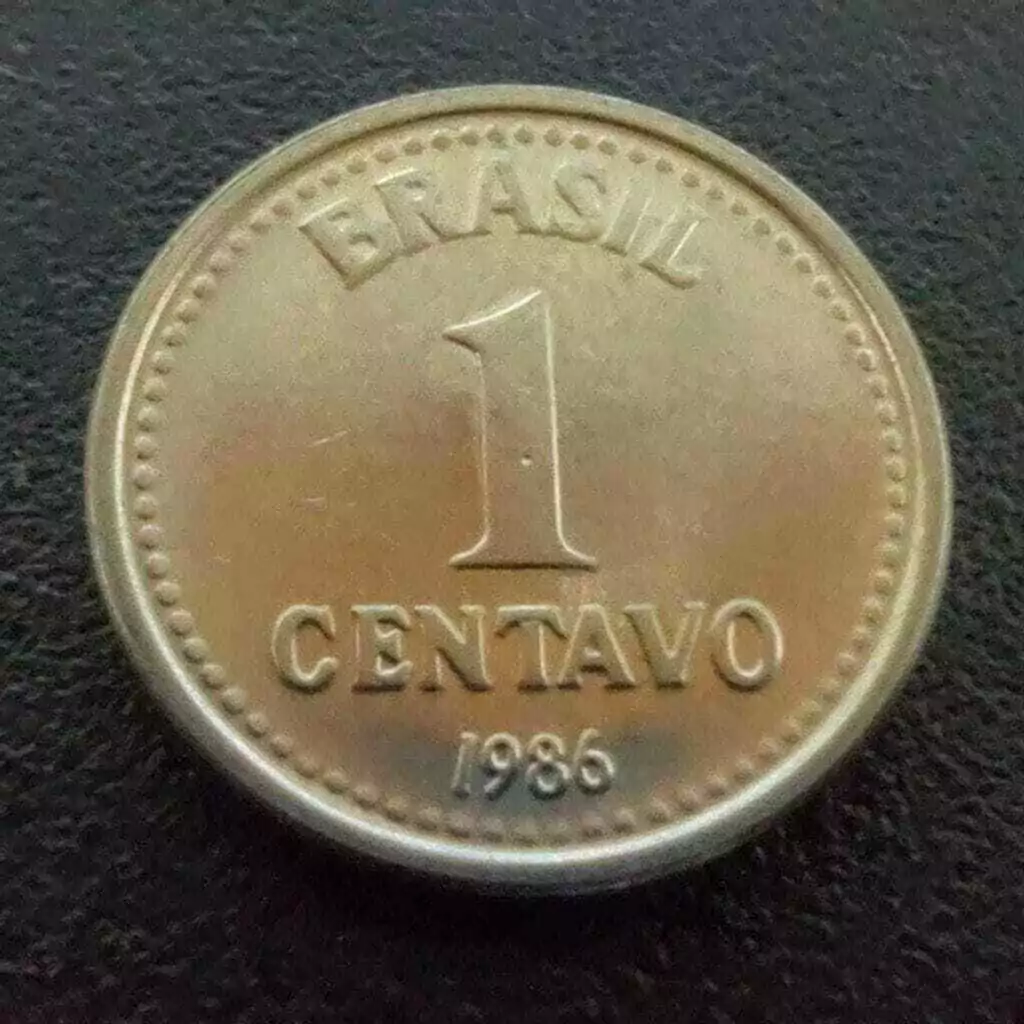 BRASIL
1
CENTAVO
1986